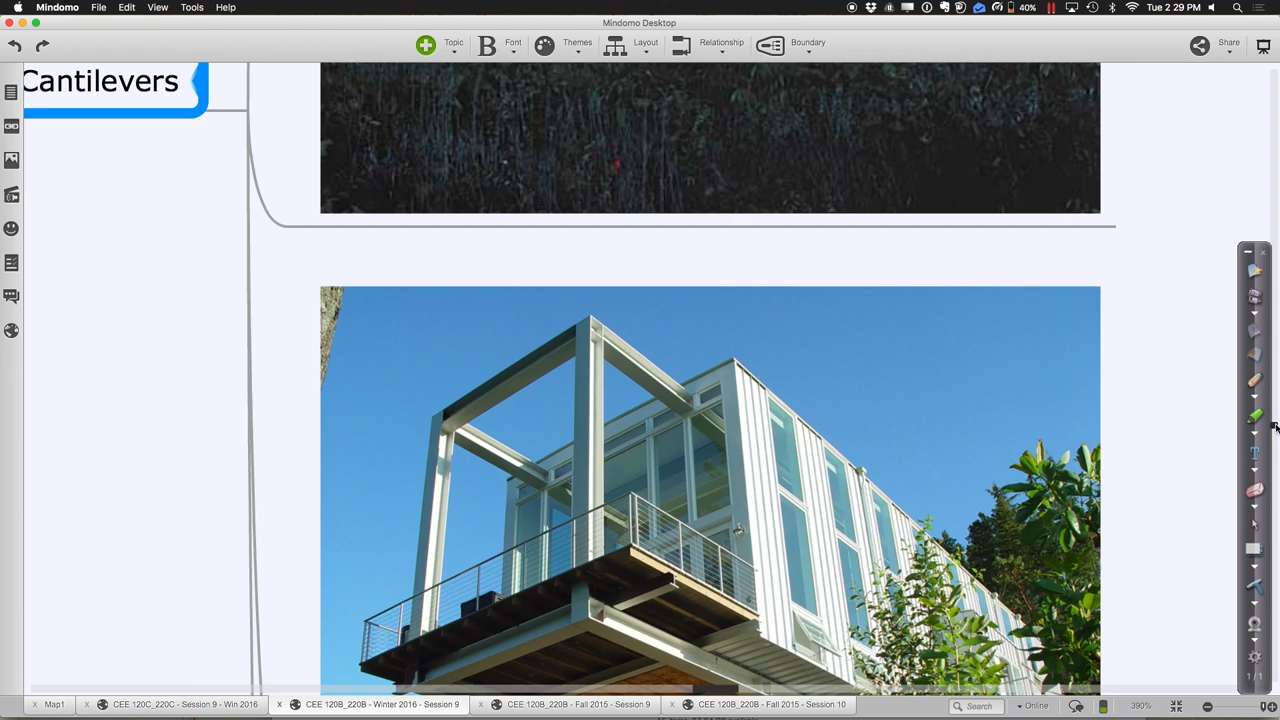 Mindomo File Edit View Tools Help
40% Tue 2.29 PM
Mindomo Desktop
Topic B Font Themes Layout Relationship Boundary Share
Cantilevers
T
1 / 1
Map1 CEE 120C_220C - Session 9 - Win 2016 CEE 120B_220B - Winter 2016 - Session 9 CEE 120B_220B - Fall 2015 - Session 9 CEE 120B_220B - Fall 2015 - Session 10 Search Online 390%